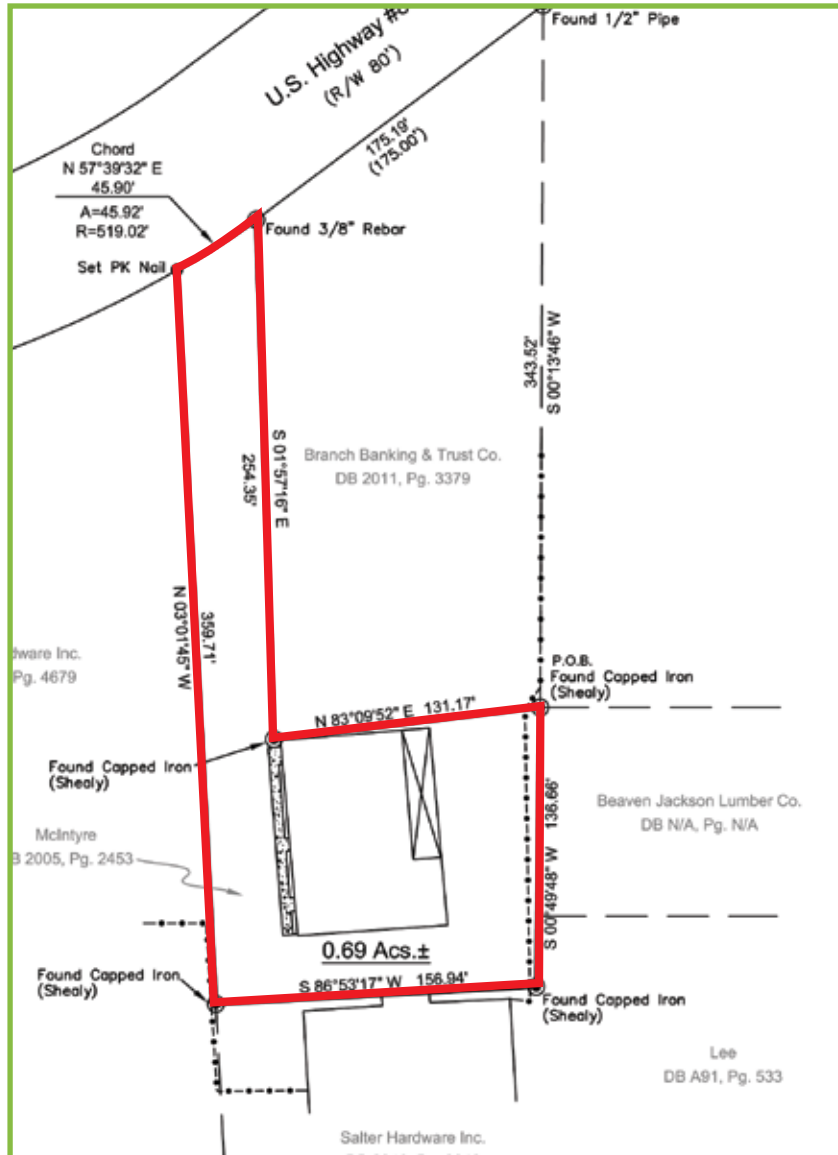 Found 1/2" Pipe
U.S. Highway
(R/W 80')
175.19'
(175.00')
Chord
N 57°39'32" E
45.90'
A=45.92'
R=519.02'
Found 3/8" Rebar
Set PK Nail
343.52'
S 00°13'46" W
S 01°57'16" E
254.35'
Branch Banking & Trust Co.
DB 2011, Pg. 3379
N 03°01'45" W
359.71'
dware Inc.
Pg. 4679
P.O.B.
Found Capped Iron
(Shealy)
N 83°09'52" E 131.17'
Found Capped Iron
(Shealy)
Beaven Jackson Lumber Co.
DB N/A, Pg. N/A
McIntyre
B 2005, Pg. 2453
S 00°49'48" W 136.66'
0.69 Acs.±
Found Capped Iron
(Shealy)
S 86°53'17" W 156.94'
Found Capped Iron
(Shealy)
Lee
DB A91, Pg. 533
Salter Hardware Inc.